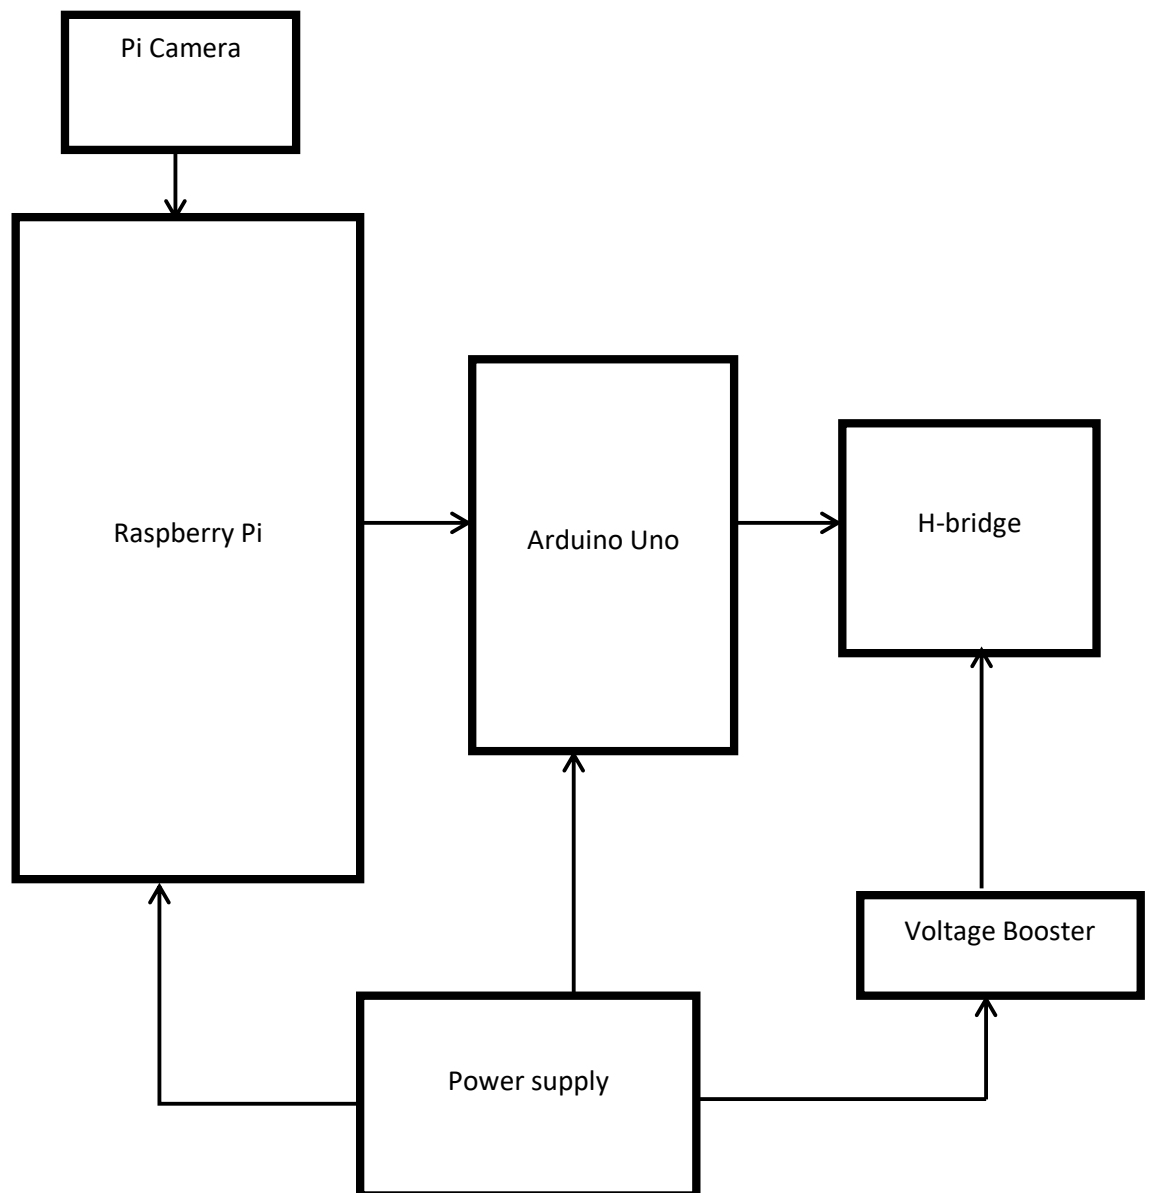 Pi Camera
Raspberry Pi
Arduino Uno
H-bridge
Voltage Booster
Power supply